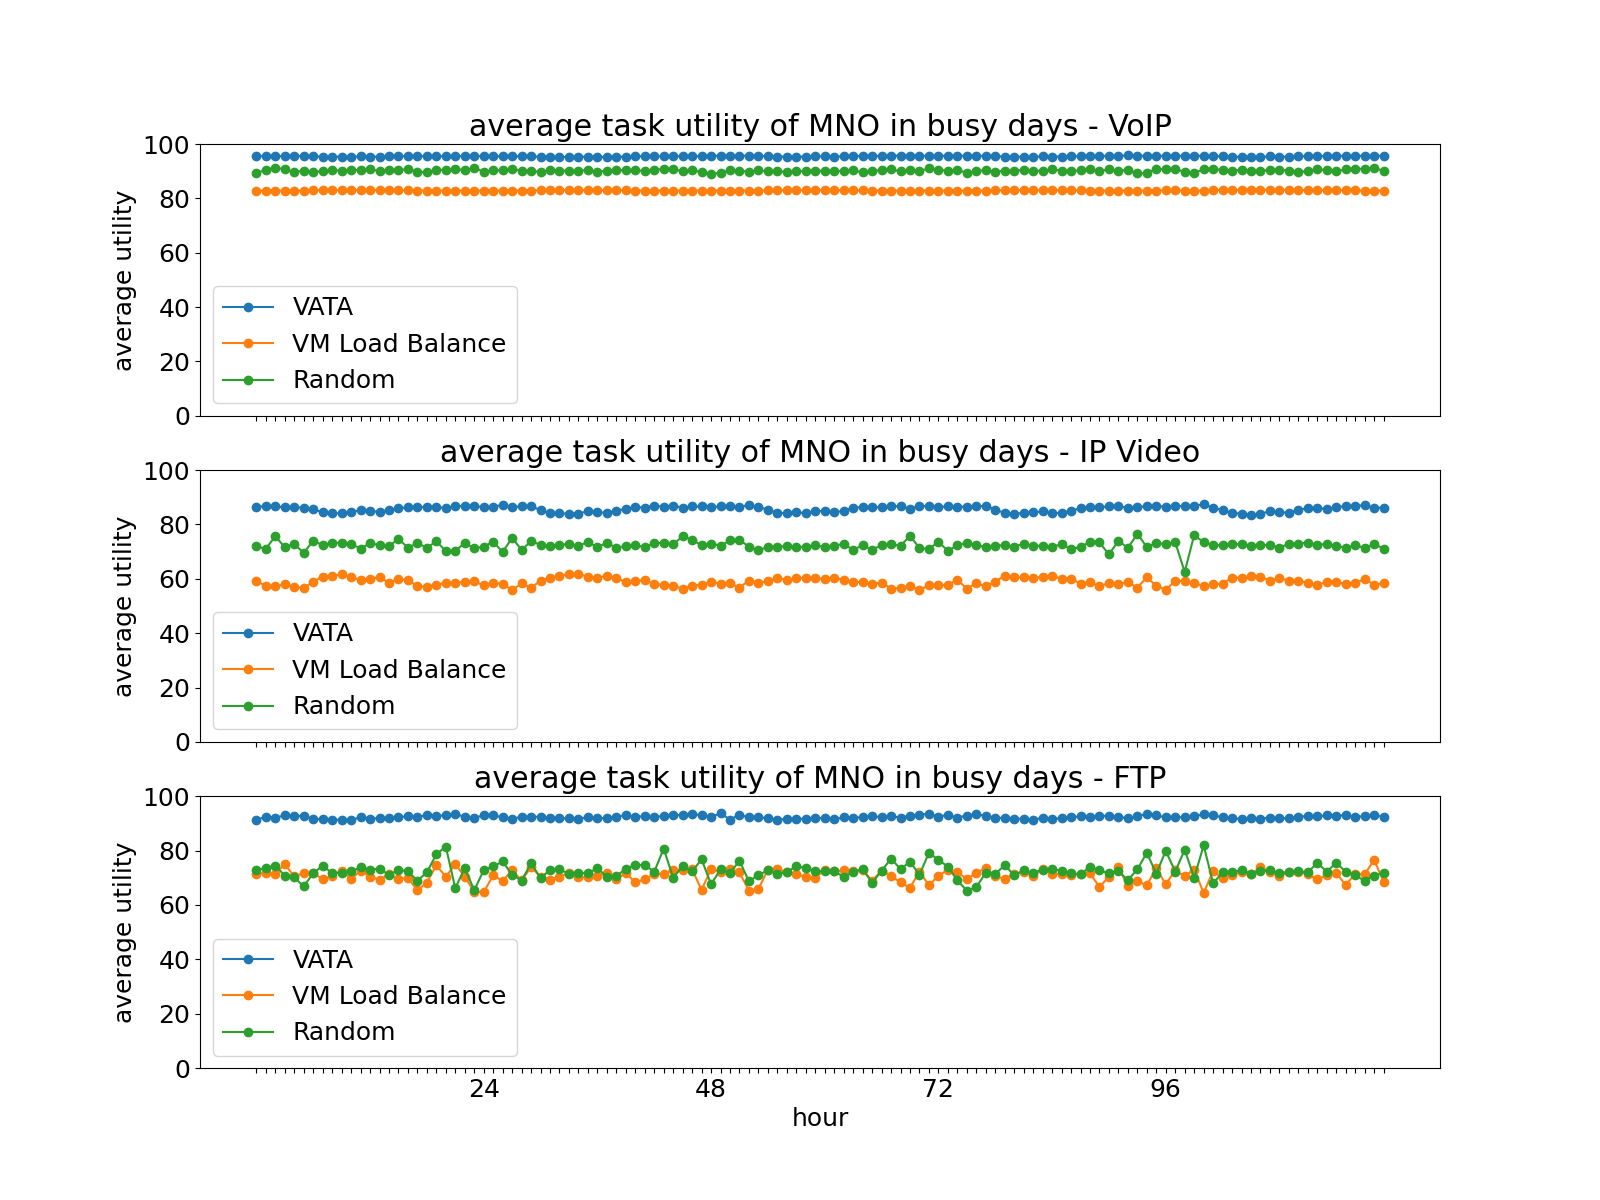 average task utility of MNO in busy days - VoIP
100
80
60
40
20
0
average utility
VATA
VM Load Balance
Random
average task utility of MNO in busy days - IP Video
100
80
60
40
20
0
average utility
VATA
VM Load Balance
Random
average task utility of MNO in busy days - FTP
100
80
60
40
20
0
average utility
VATA
VM Load Balance
Random
24 48 72 96
hour